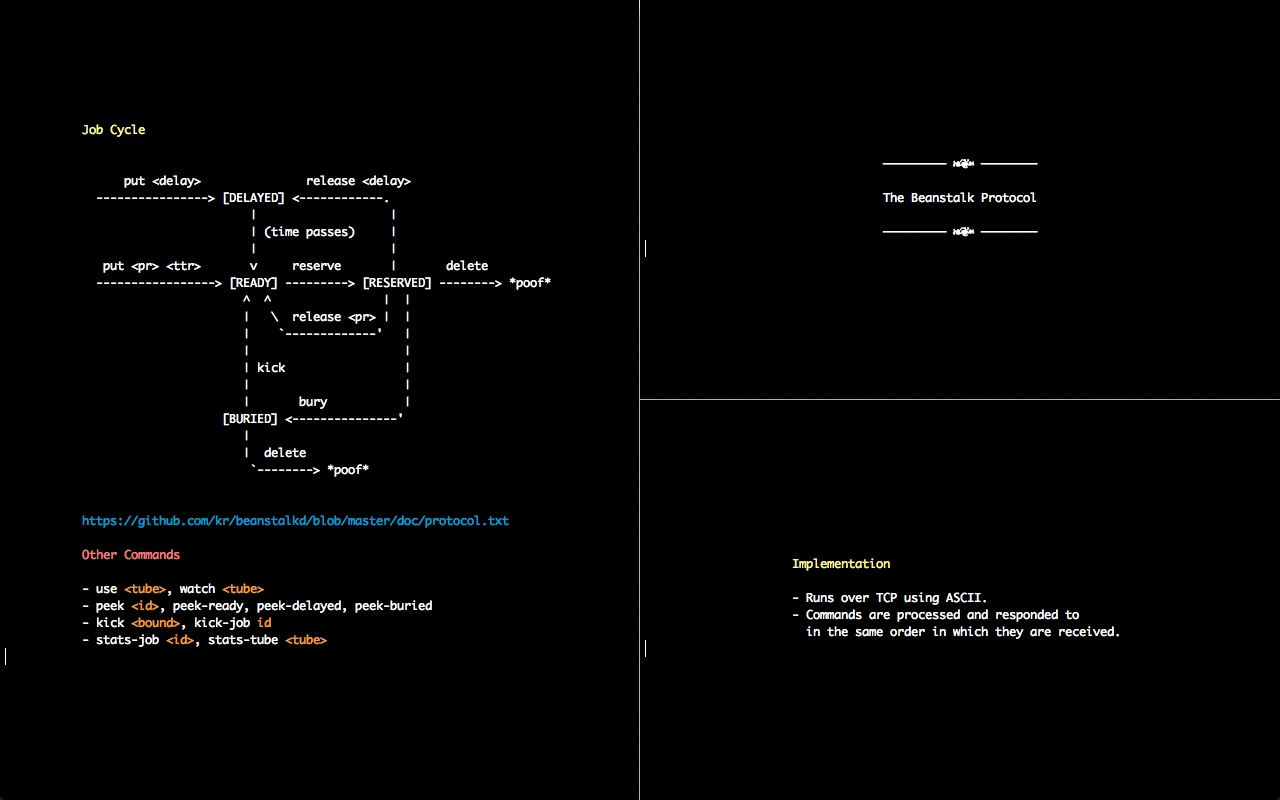 Job Cycle
      put <delay>               release <delay>
  ----------------> [DELAYED] <------------.
                        |                   |
                        | (time passes)     |
                        |                   |
   put <pr> <ttr>       v     reserve       |       delete
  -----------------> [READY] ---------> [RESERVED] --------> *poof*
                       ^  ^                |  |
                       |   \  release <pr> |  |
                       |    `-------------'   |
                       |                      |
                       | kick                 |
                       |                      |
                       |       bury           |
                    [BURIED] <---------------'
                       |
                       |  delete
                        `--------> *poof*
https://github.com/kr/beanstalkd/blob/master/doc/protocol.txt
Other Commands
- use <tube>, watch <tube>
- peek <id>, peek-ready, peek-delayed, peek-buried
- kick <bound>, kick-job id
- stats-job <id>, stats-tube <tube>
The Beanstalk Protocol
Implementation
- Runs over TCP using ASCII.
- Commands are processed and responded to
  in the same order in which they are received.